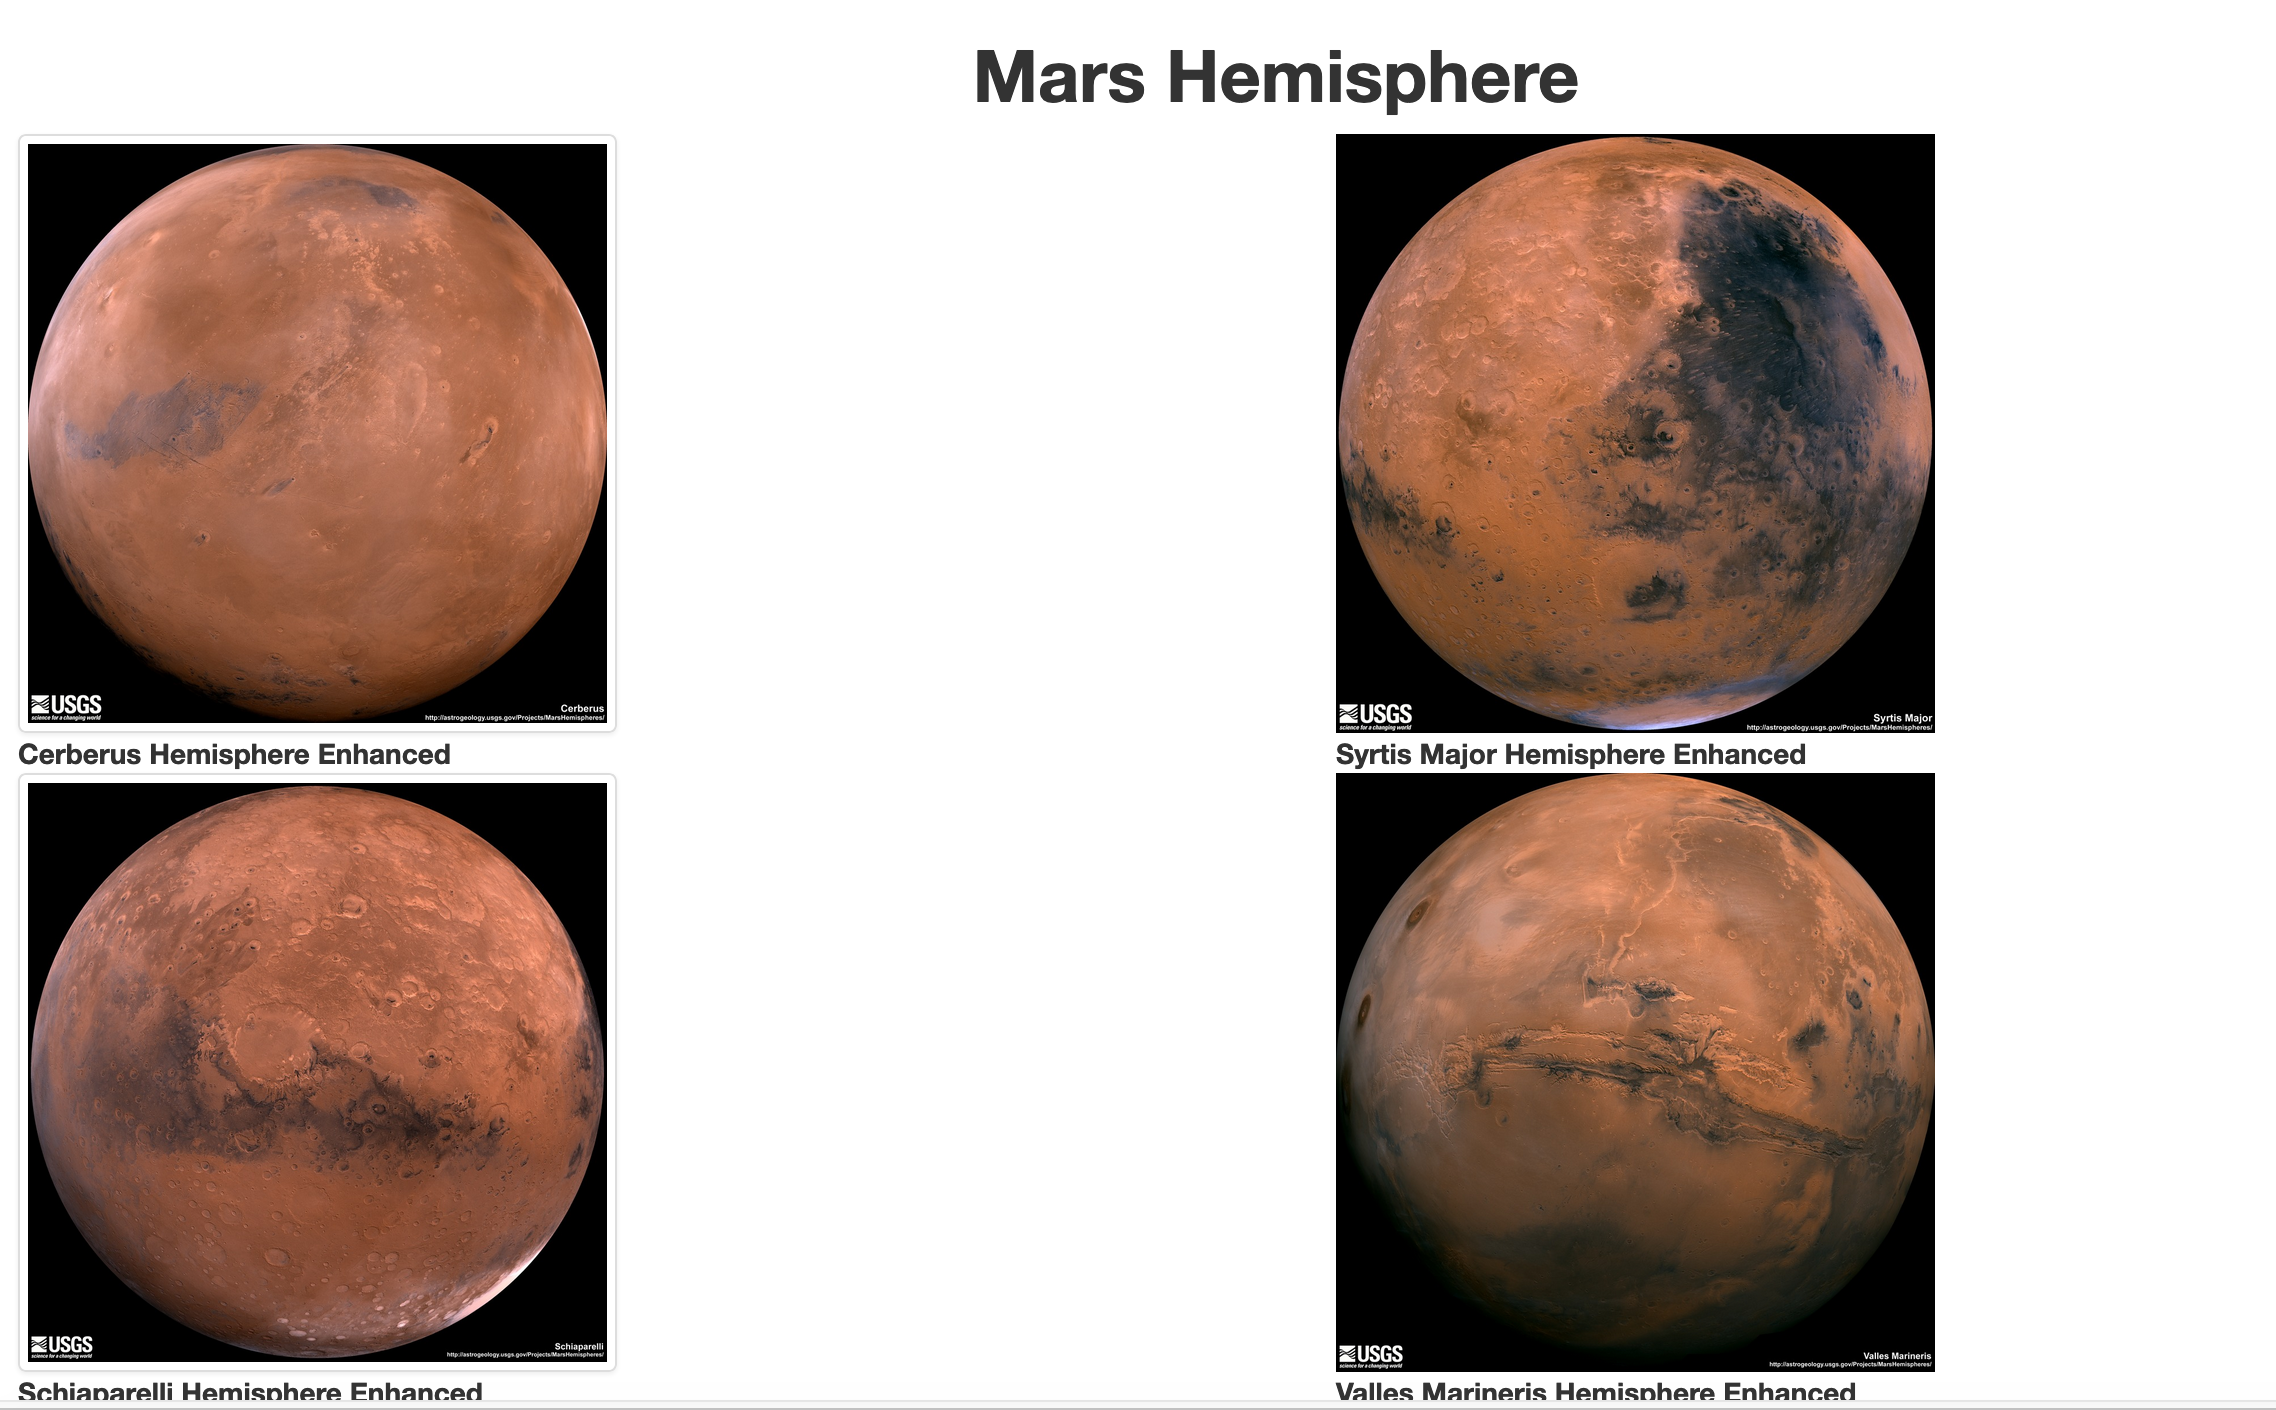 Mars Hemisphere
USGS
science for a changing world
Cerberus
http://astrogeology.usgs.gov/Projects/MarsHemispheres/
Cerberus Hemisphere Enhanced
USGS
science for a changing world
Syrtis Major
http://astrogeology.usgs.gov/Projects/MarsHemispheres/
Syrtis Major Hemisphere Enhanced
USGS
science for a changing world
Schiaparelli
http://astrogeology.usgs.gov/Projects/MarsHemispheres/
Schiaparelli Hemisphere Enhanced
USGS
science for a changing world
Valles Marineris
http://astrogeology.usgs.gov/Projects/MarsHemispheres/
Valles Marineris Hemisphere Enhanced